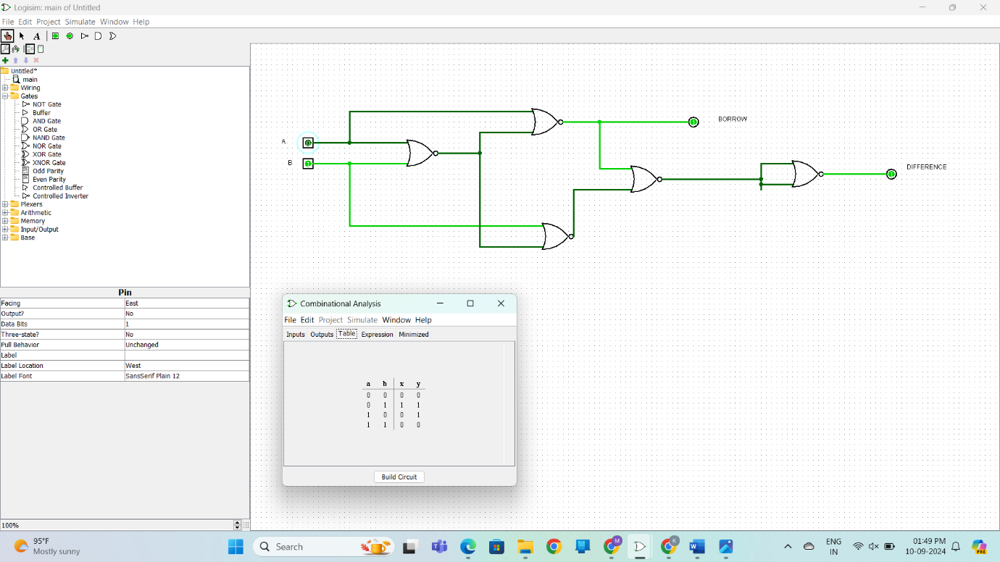 Logisim: main of Untitled
File Edit Project Simulate Window Help
A
Untitled*
main
Wiring
Gates
NOT Gate
Buffer
AND Gate
OR Gate
NAND Gate
NOR Gate
XOR Gate
XNOR Gate
Odd Parity
Even Parity
Controlled Buffer
Controlled Inverter
Plexers
Arithmetic
Memory
Input/Output
Base
Pin
Facing East
Output? No
Data Bits 1
Three-state? No
Pull Behavior Unchanged
Label
Label Location West
Label Font SansSerif Plain 12
100%
A 0
B 1
1 BORROW
1 DIFFERENCE
Combinational Analysis
File Edit Project Simulate Window Help
Inputs Outputs Table Expression Minimized
a b x y
0 0 0 0
0 1 1 1
1 0 0 1
1 1 0 0
Build Circuit
95°F
Mostly sunny
Search
M
K
PRE
ENG
IN
01:49 PM
10-09-2024